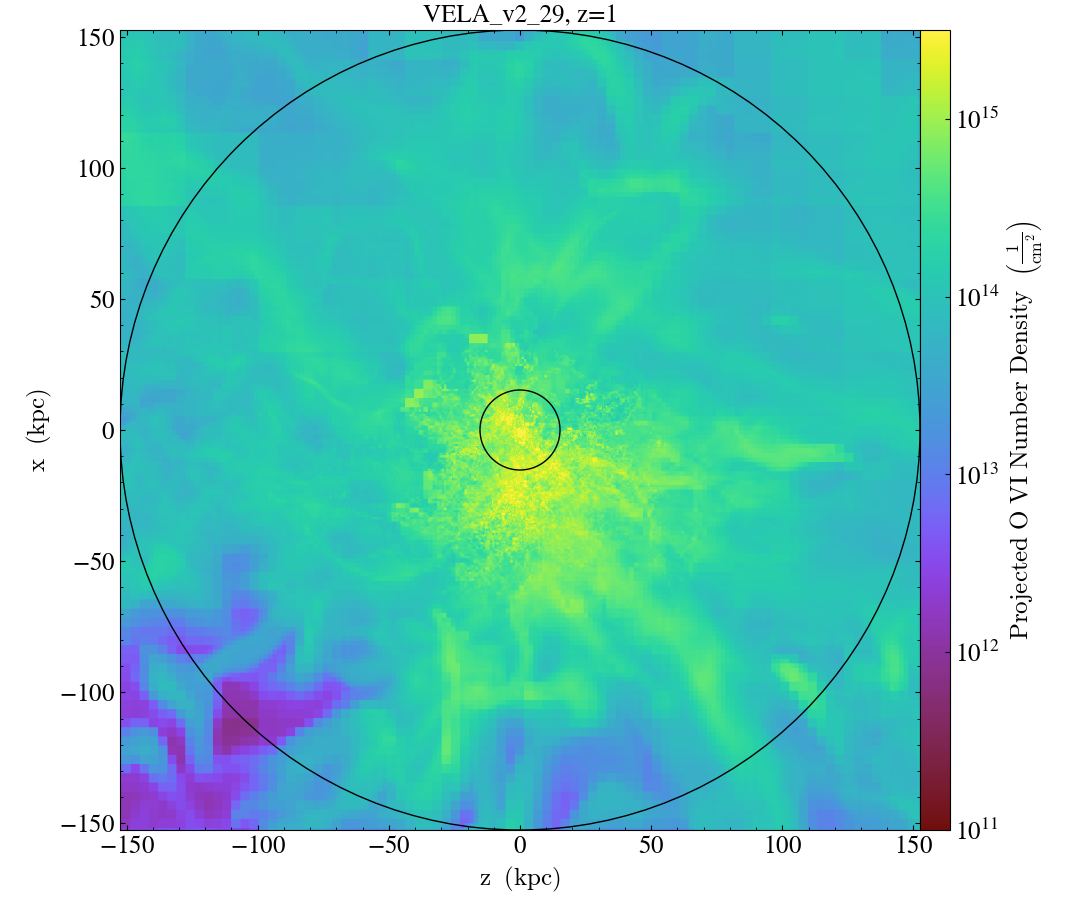 VELA_v2_29, z=1
150
100
50
0
−50
−100
−150
−150 −100 −50 0 50 100 150
x (kpc)
z (kpc)
10^15
10^14
10^13
10^12
10^11
Projected O VI Number Density (1/cm^2)